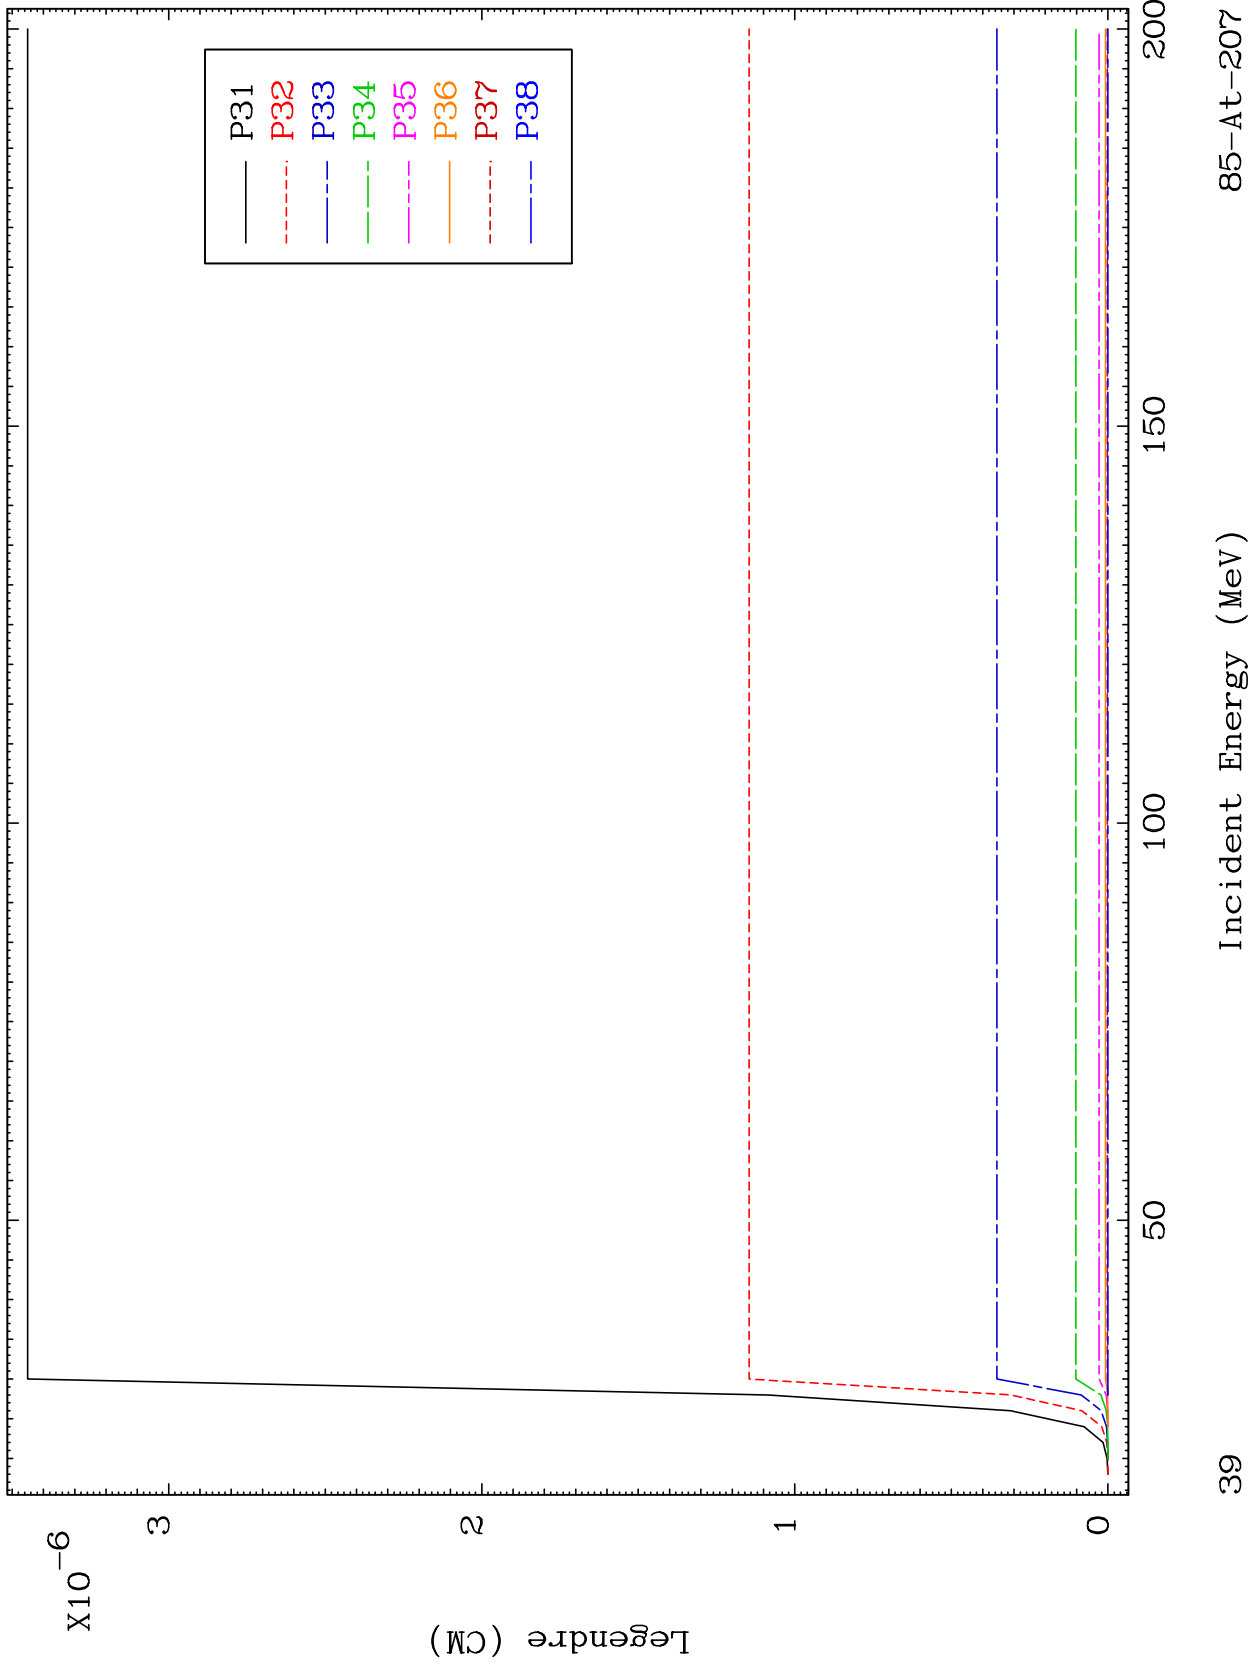 X10
-6
3
2
1
0
Legendre (CM)
P31
P32
P33
P34
P35
P36
P37
P38
50
100
150
200
Incident Energy (MeV)
39
85-At-207